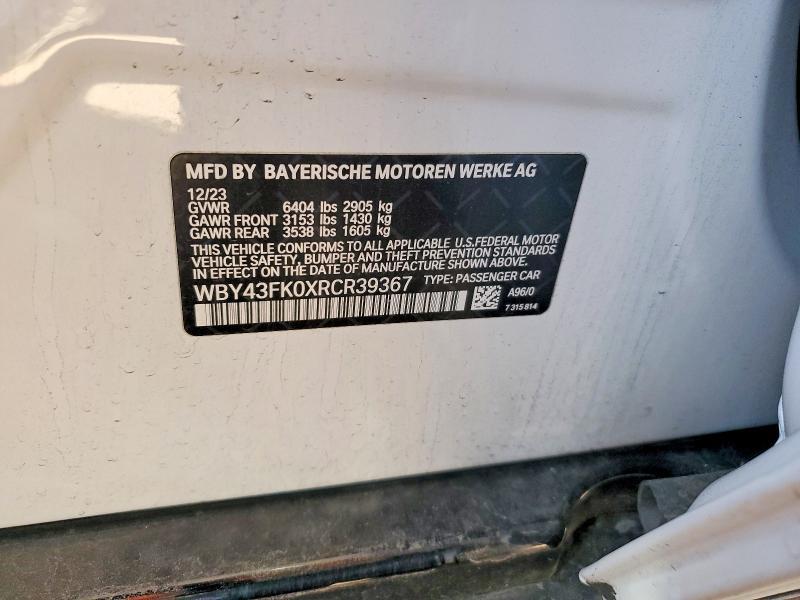 MFD BY BAYERISCHE MOTOREN WERKE AG
12/23
GVWR 6404 lbs 2905 kg
GAWR FRONT 3153 lbs 1430 kg
GAWR REAR 3538 lbs 1605 kg
THIS VEHICLE CONFORMS TO ALL APPLICABLE U.S.FEDERAL MOTOR
VEHICLE SAFETY, BUMPER AND THEFT PREVENTION STANDARDS
IN EFFECT ON THE DATE OF MANUFACTURE SHOWN ABOVE.
WBY43FK0XRCR39367 TYPE: PASSENGER CAR
A96/0
7315814